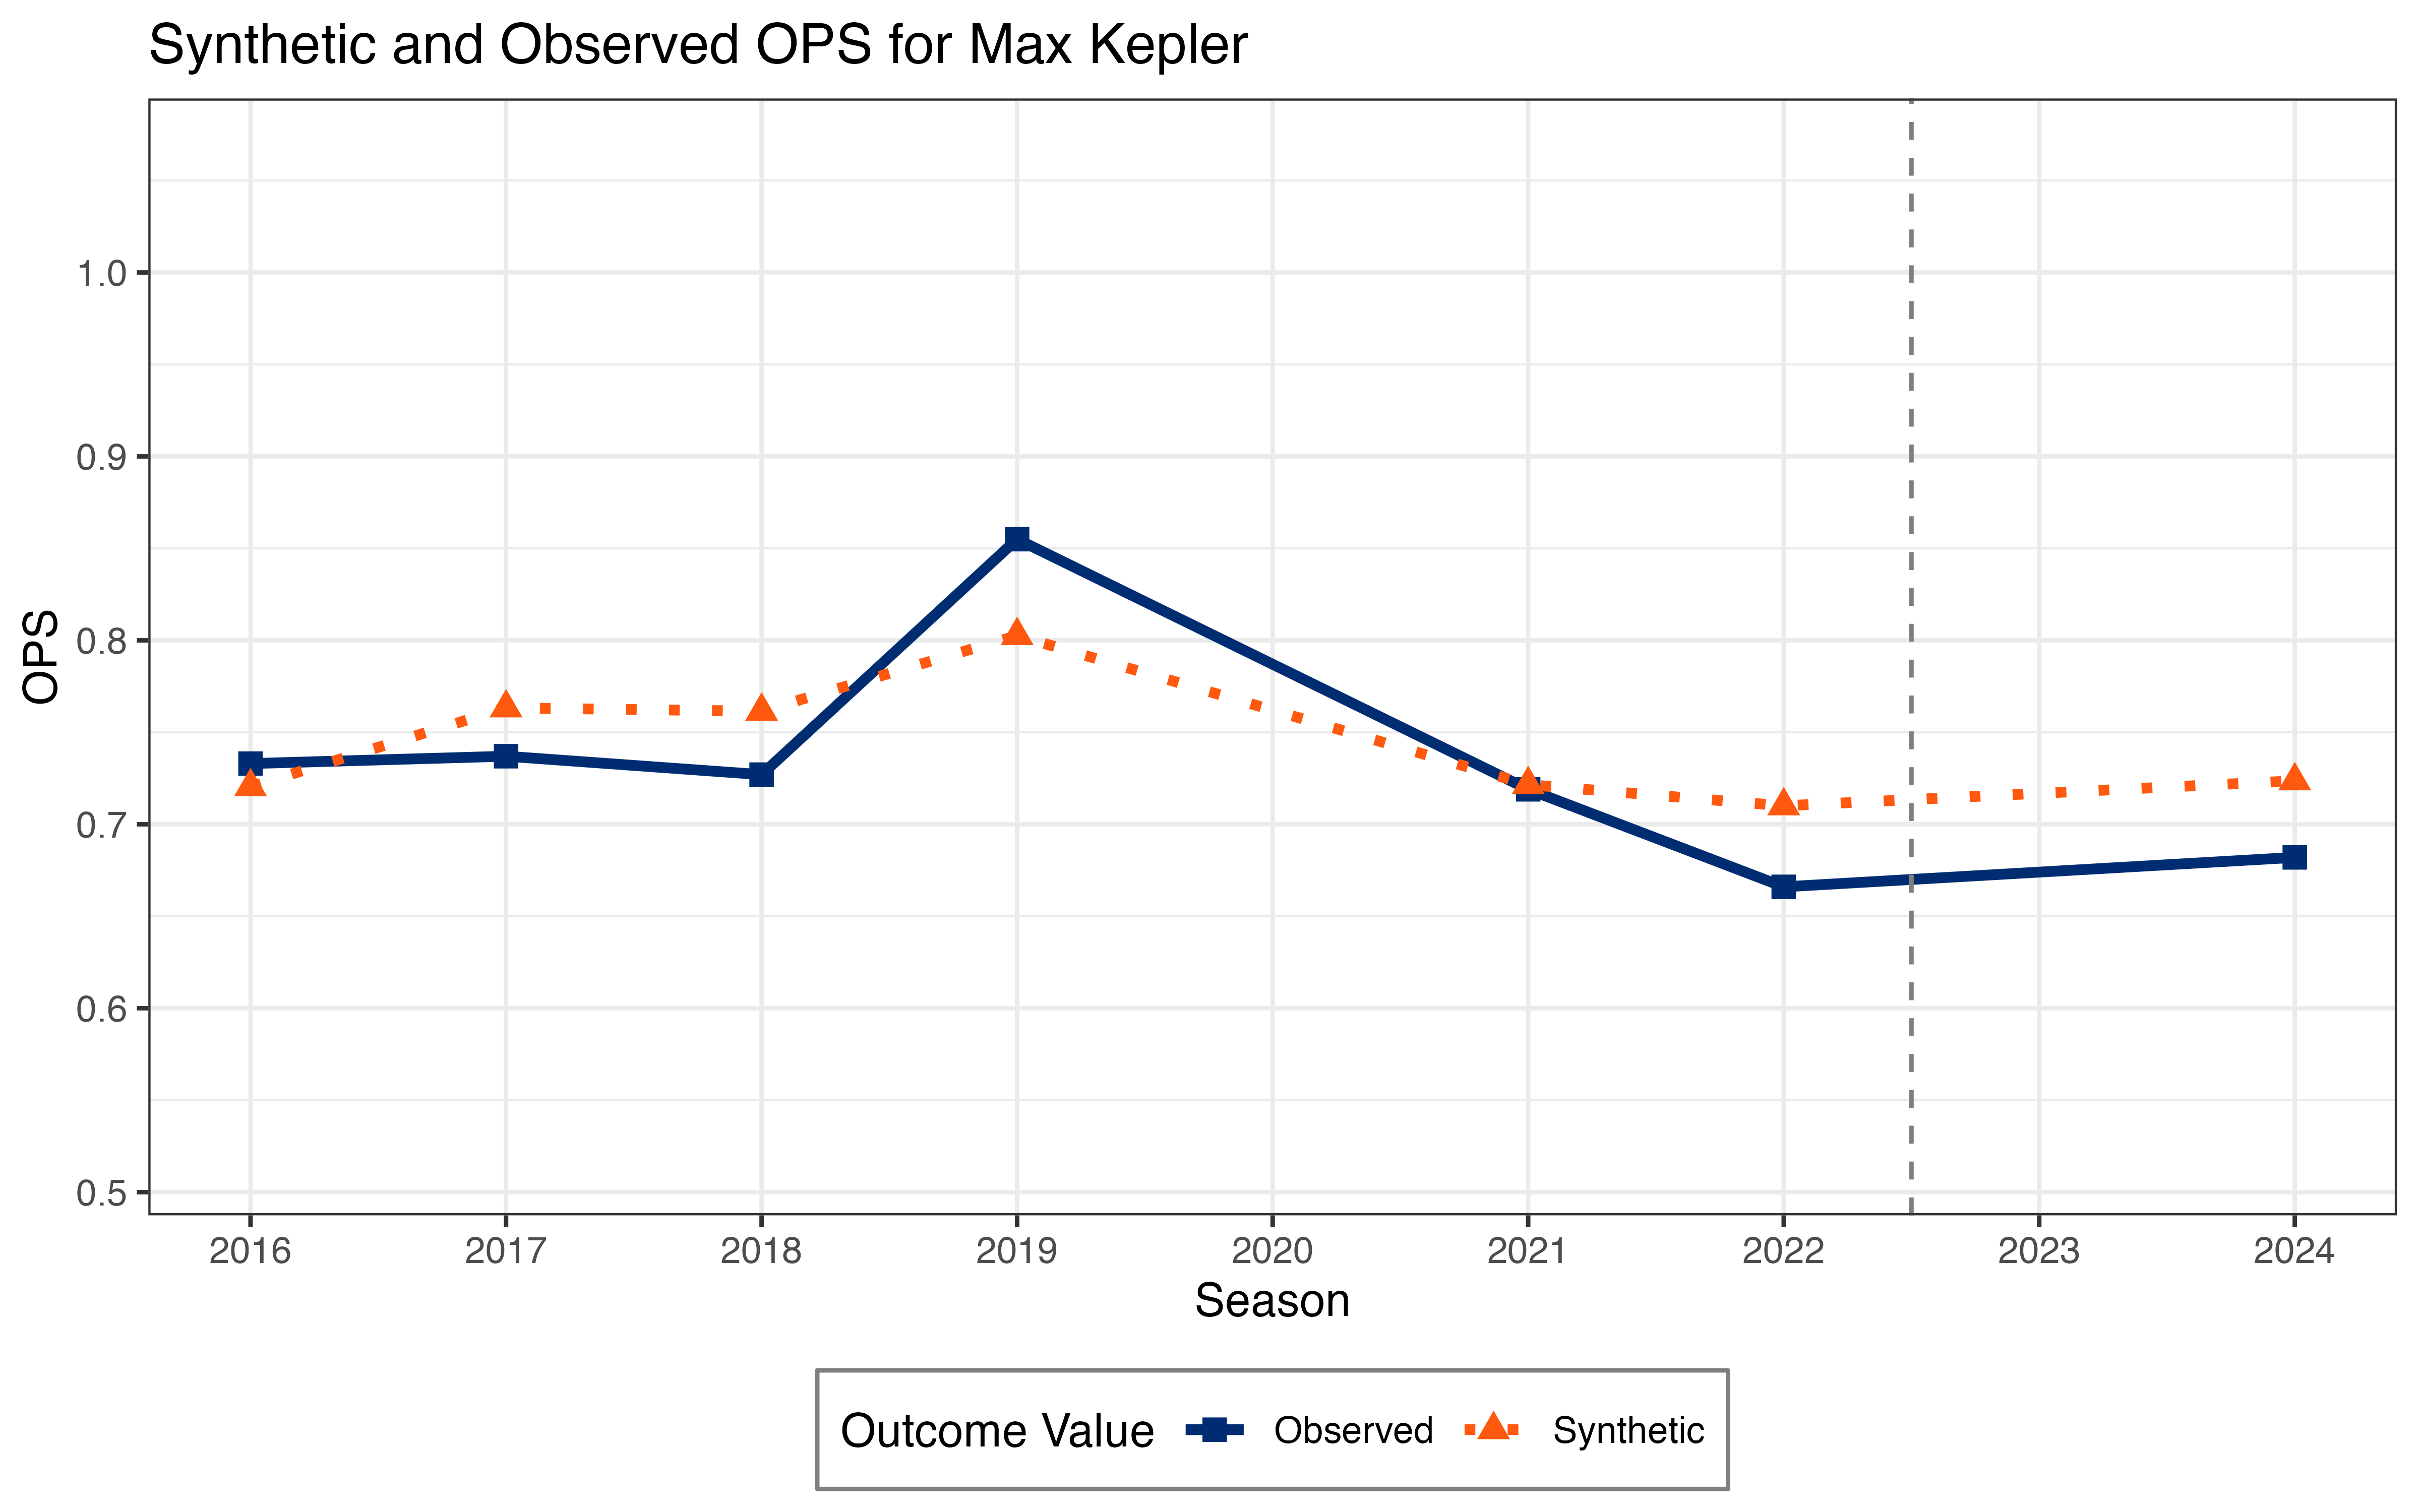 Synthetic and Observed OPS for Max Kepler
OPS
1.0
0.9
0.8
0.7
0.6
0.5
2016 2017 2018 2019 2020 2021 2022 2023 2024
Season
Outcome Value Observed Synthetic